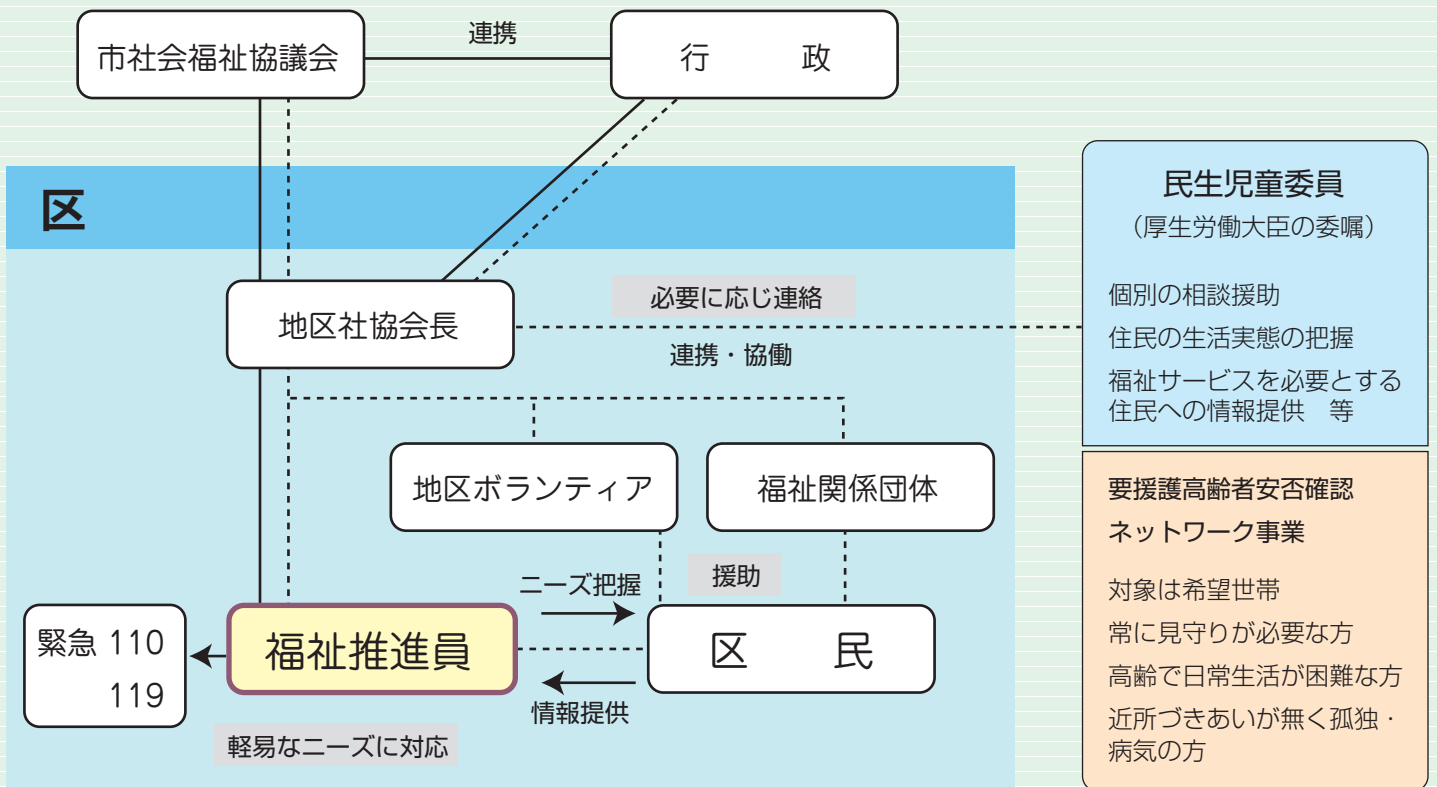 市社会福祉協議会
連携
行　　政
区
地区社協会長
必要に応じ連絡
連携・協働
地区ボランティア
福祉関係団体
ニーズ把握
援助
緊急 110
119
福祉推進員
区　　民
情報提供
軽易なニーズに対応
民生児童委員
（厚生労働大臣の委嘱）
個別の相談援助
住民の生活実態の把握
福祉サービスを必要とする
住民への情報提供　等
要援護高齢者安否確認
ネットワーク事業
対象は希望世帯
常に見守りが必要な方
高齢で日常生活が困難な方
近所づきあいが無く孤独・
病気の方